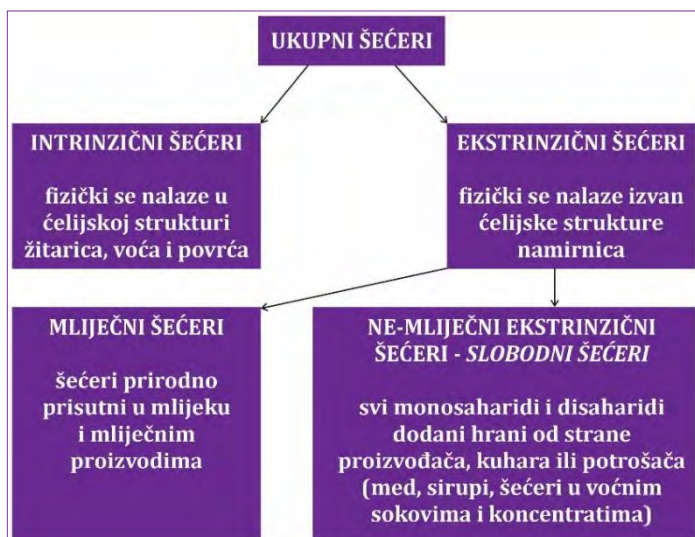 UKUPNI ŠEĆERI
INTRINZIČNI ŠEĆERI
fizički se nalaze u
ćelijskoj strukturi
žitarica, voća i povrća
EKSTRINZIČNI ŠEĆERI
fizički se nalaze izvan
ćelijske strukture
namirnica
MLIJEČNI ŠEĆERI
šećeri prirodno
prisutni u mlijeku
i mliječnim
proizvodima
NE-MLIJEČNI EKSTRINZIČNI
ŠEĆERI - SLOBODNI ŠEĆERI
svi monosaharidi i disaharidi
dodani hrani od strane
proizvođača, kuhara ili potrošača
(med, sirupi, šećeri u voćnim
sokovima i koncentratima)